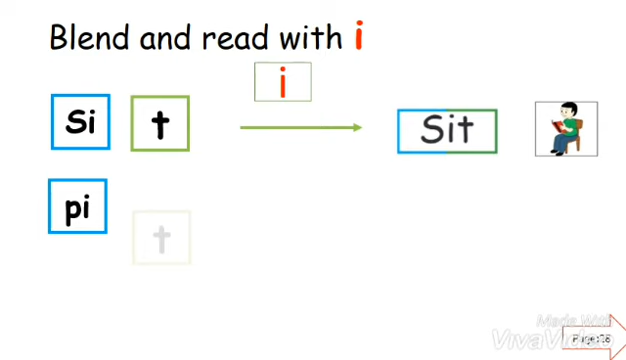 Blend and read with i
i
Si t Sit
pi
t
Made With
VivaVideo